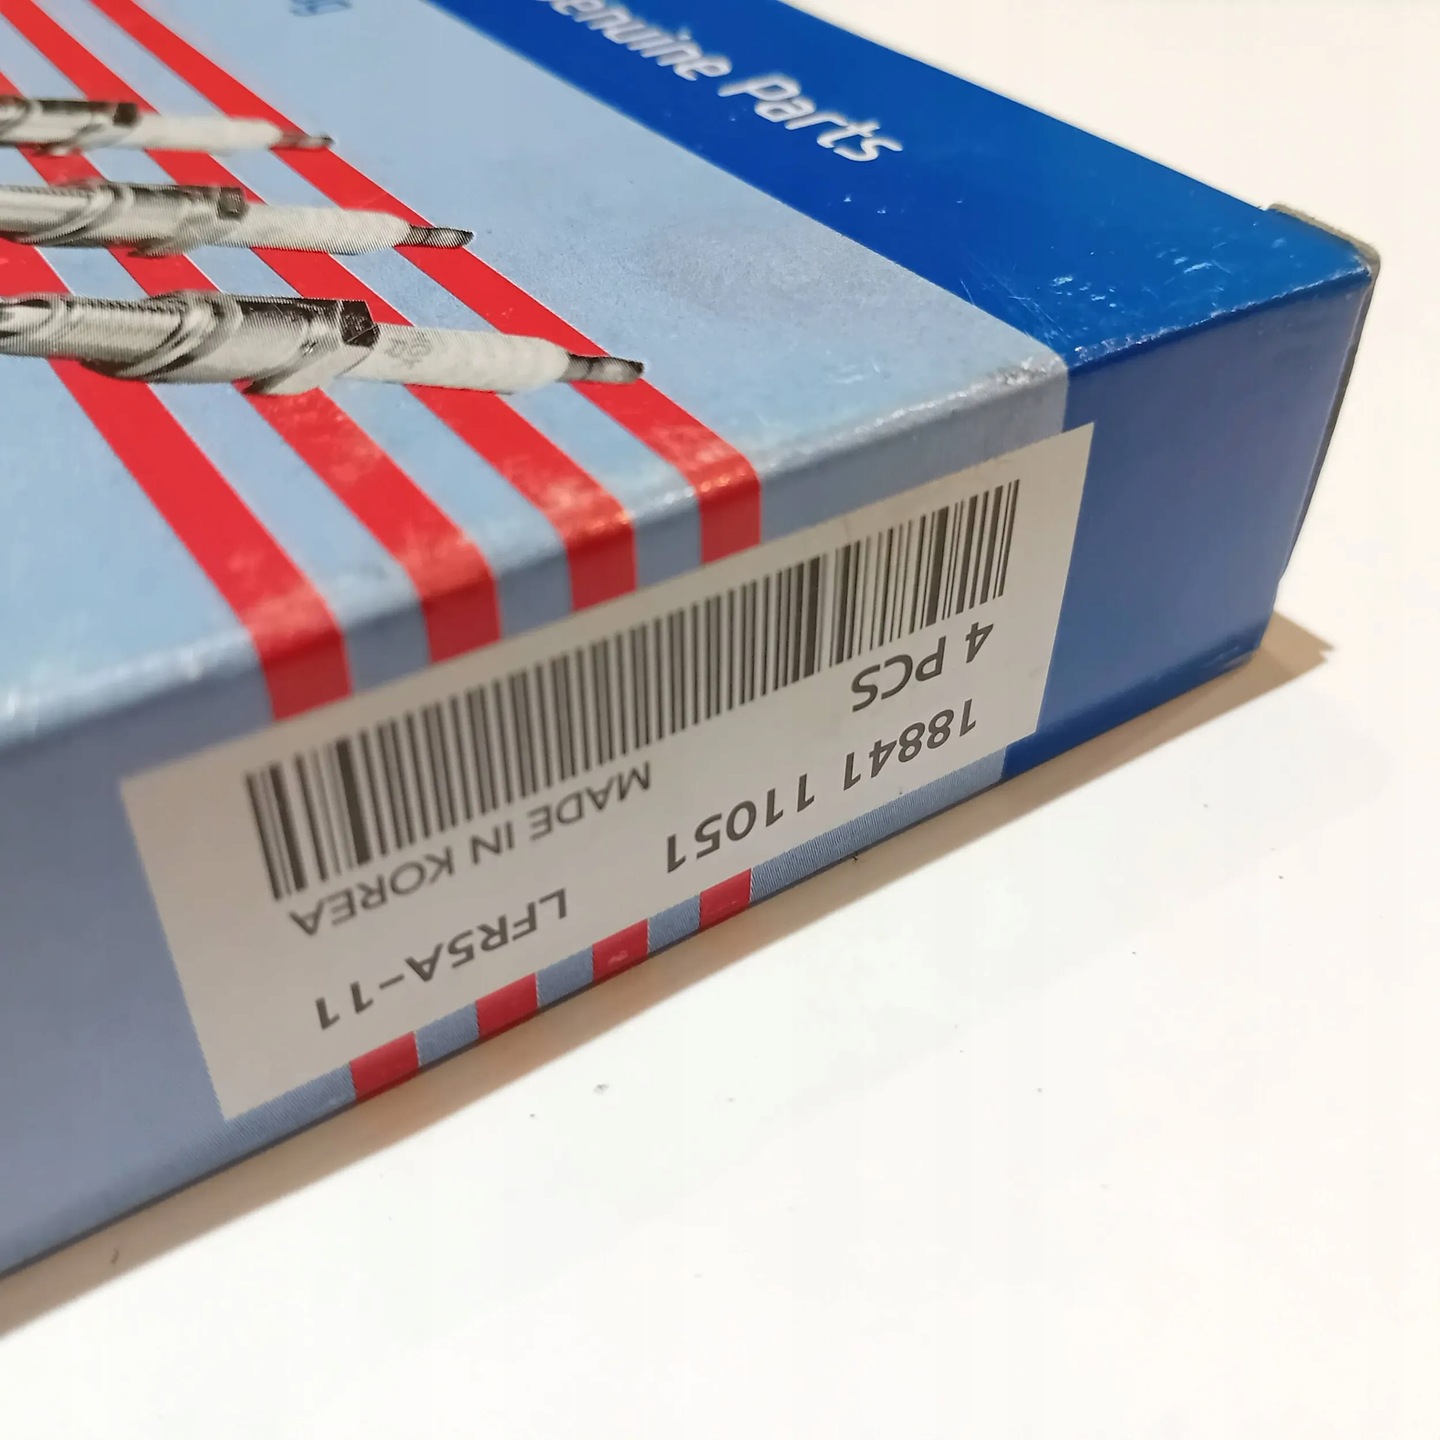 Genuine Parts
18841 11051
LFR5A-11
4 PCS
MADE IN KOREA